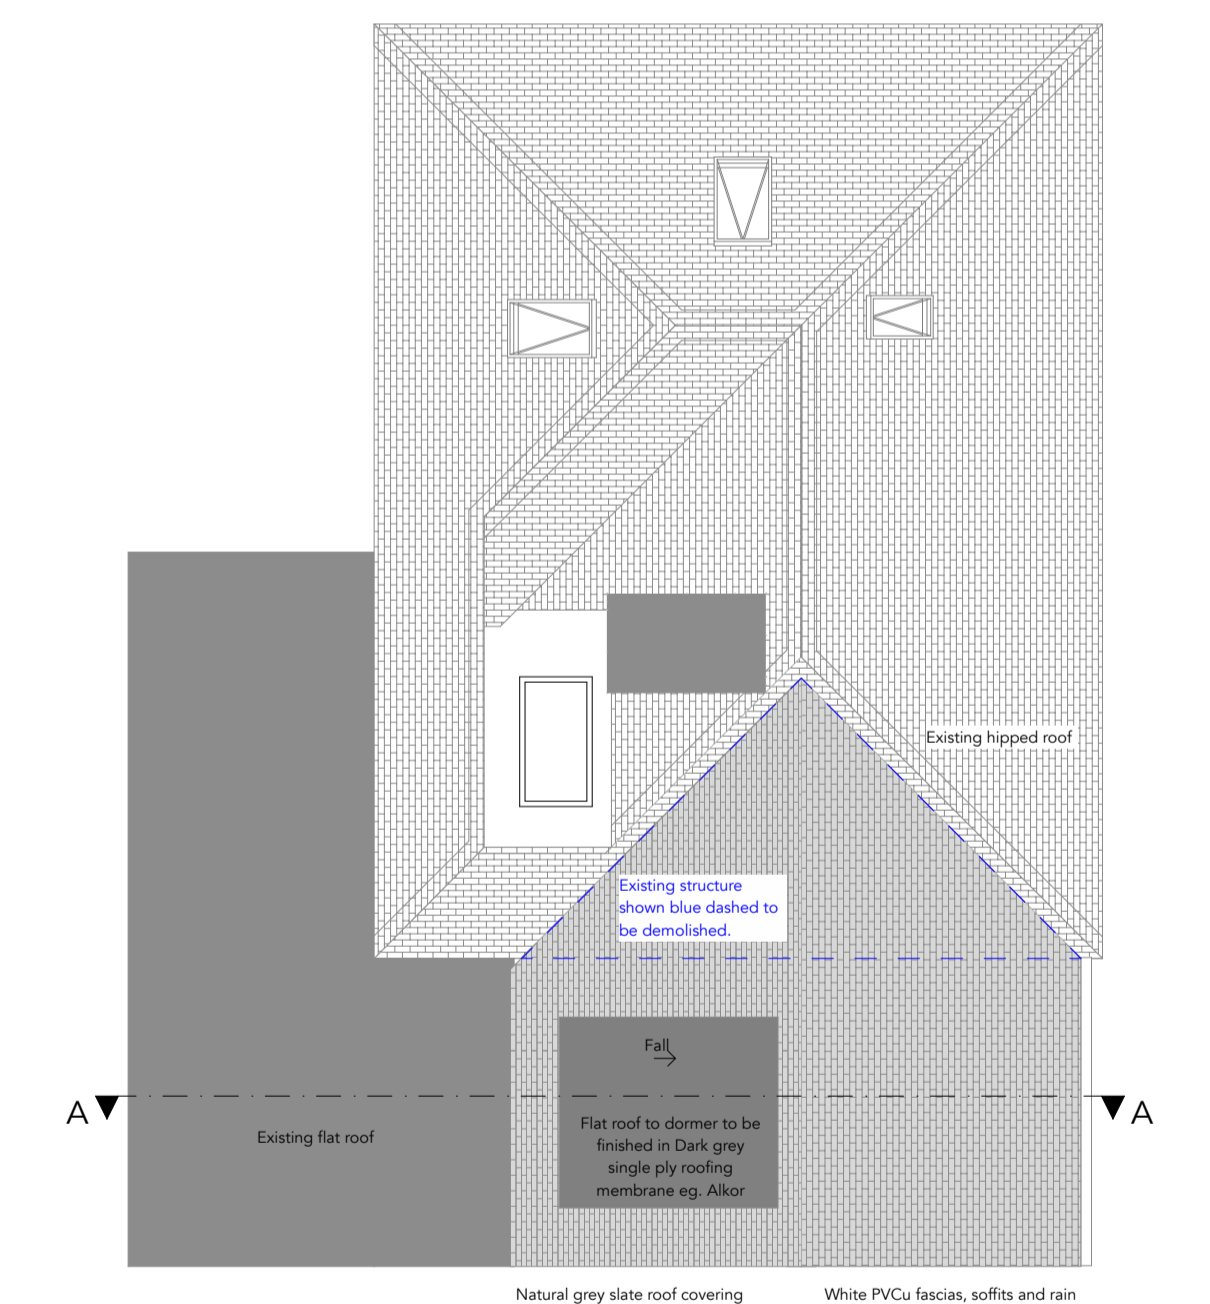 Existing hipped roof
Existing structure
shown blue dashed to
be demolished.
Fall
A
A
Existing flat roof
Flat roof to dormer to be
finished in Dark grey
single ply roofing
membrane eg. Alkor
Natural grey slate roof covering
White PVCu fascias, soffits and rain